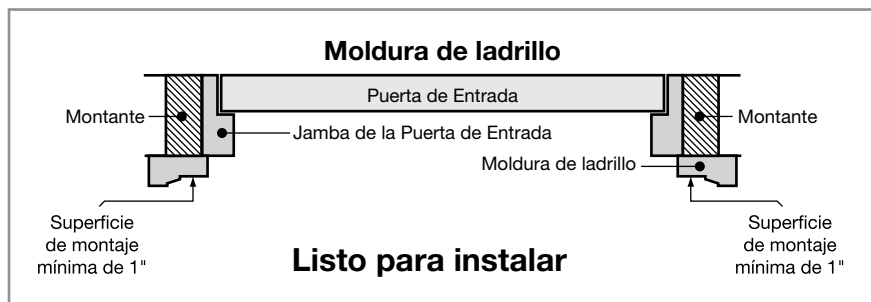 Moldura de ladrillo
Puerta de Entrada
Montante
Montante
Jamba de la Puerta de Entrada
Moldura de ladrillo
Superficie
de montaje
mínima de 1"
Superficie
de montaje
mínima de 1"
Listo para instalar